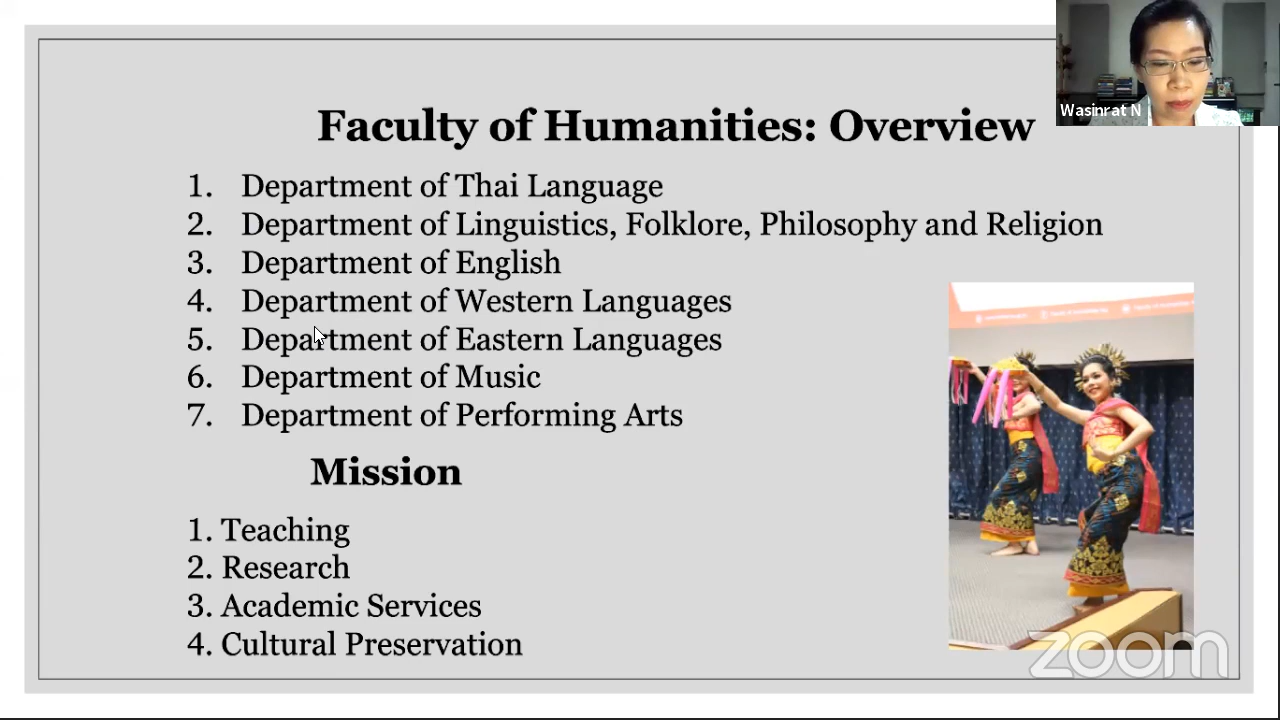 Wasinrat N
Faculty of Humanities: Overview
1. Department of Thai Language
2. Department of Linguistics, Folklore, Philosophy and Religion
3. Department of English
4. Department of Western Languages
5. Department of Eastern Languages
6. Department of Music
7. Department of Performing Arts
Mission
1. Teaching
2. Research
3. Academic Services
4. Cultural Preservation
zoom